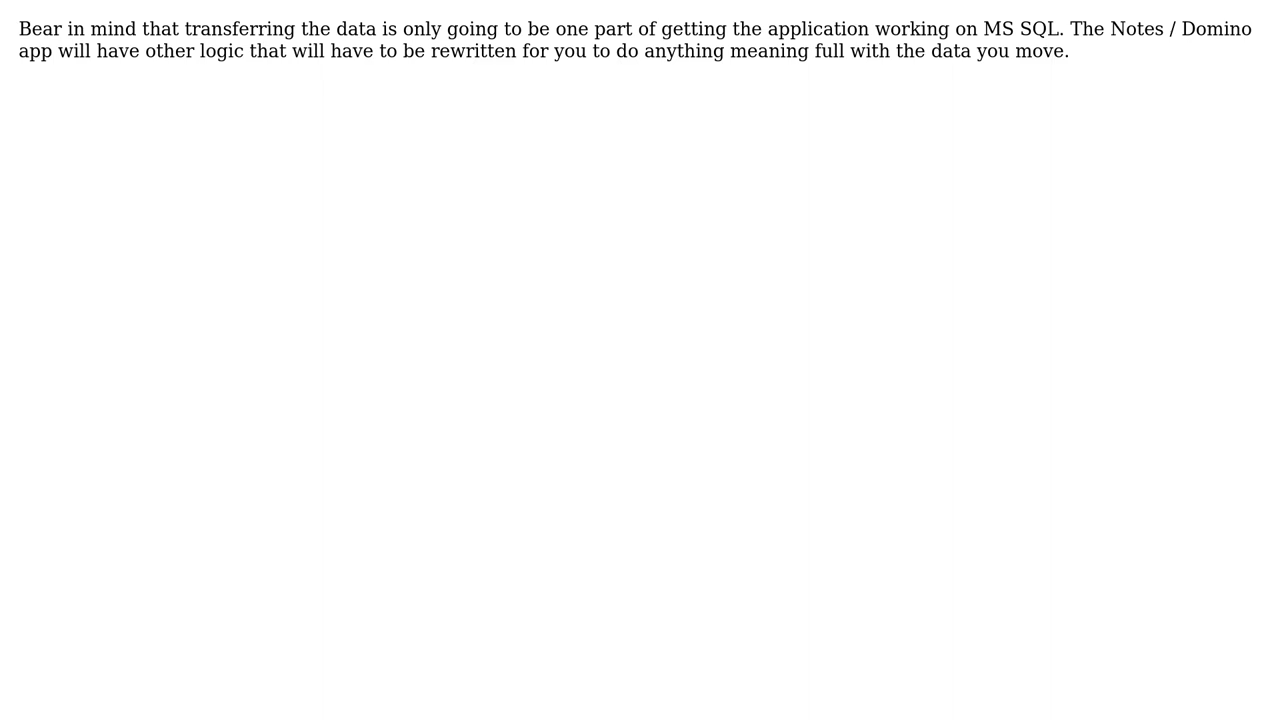 Bear in mind that transferring the data is only going to be one part of getting the application working on MS SQL. The Notes / Domino
app will have other logic that will have to be rewritten for you to do anything meaning full with the data you move.